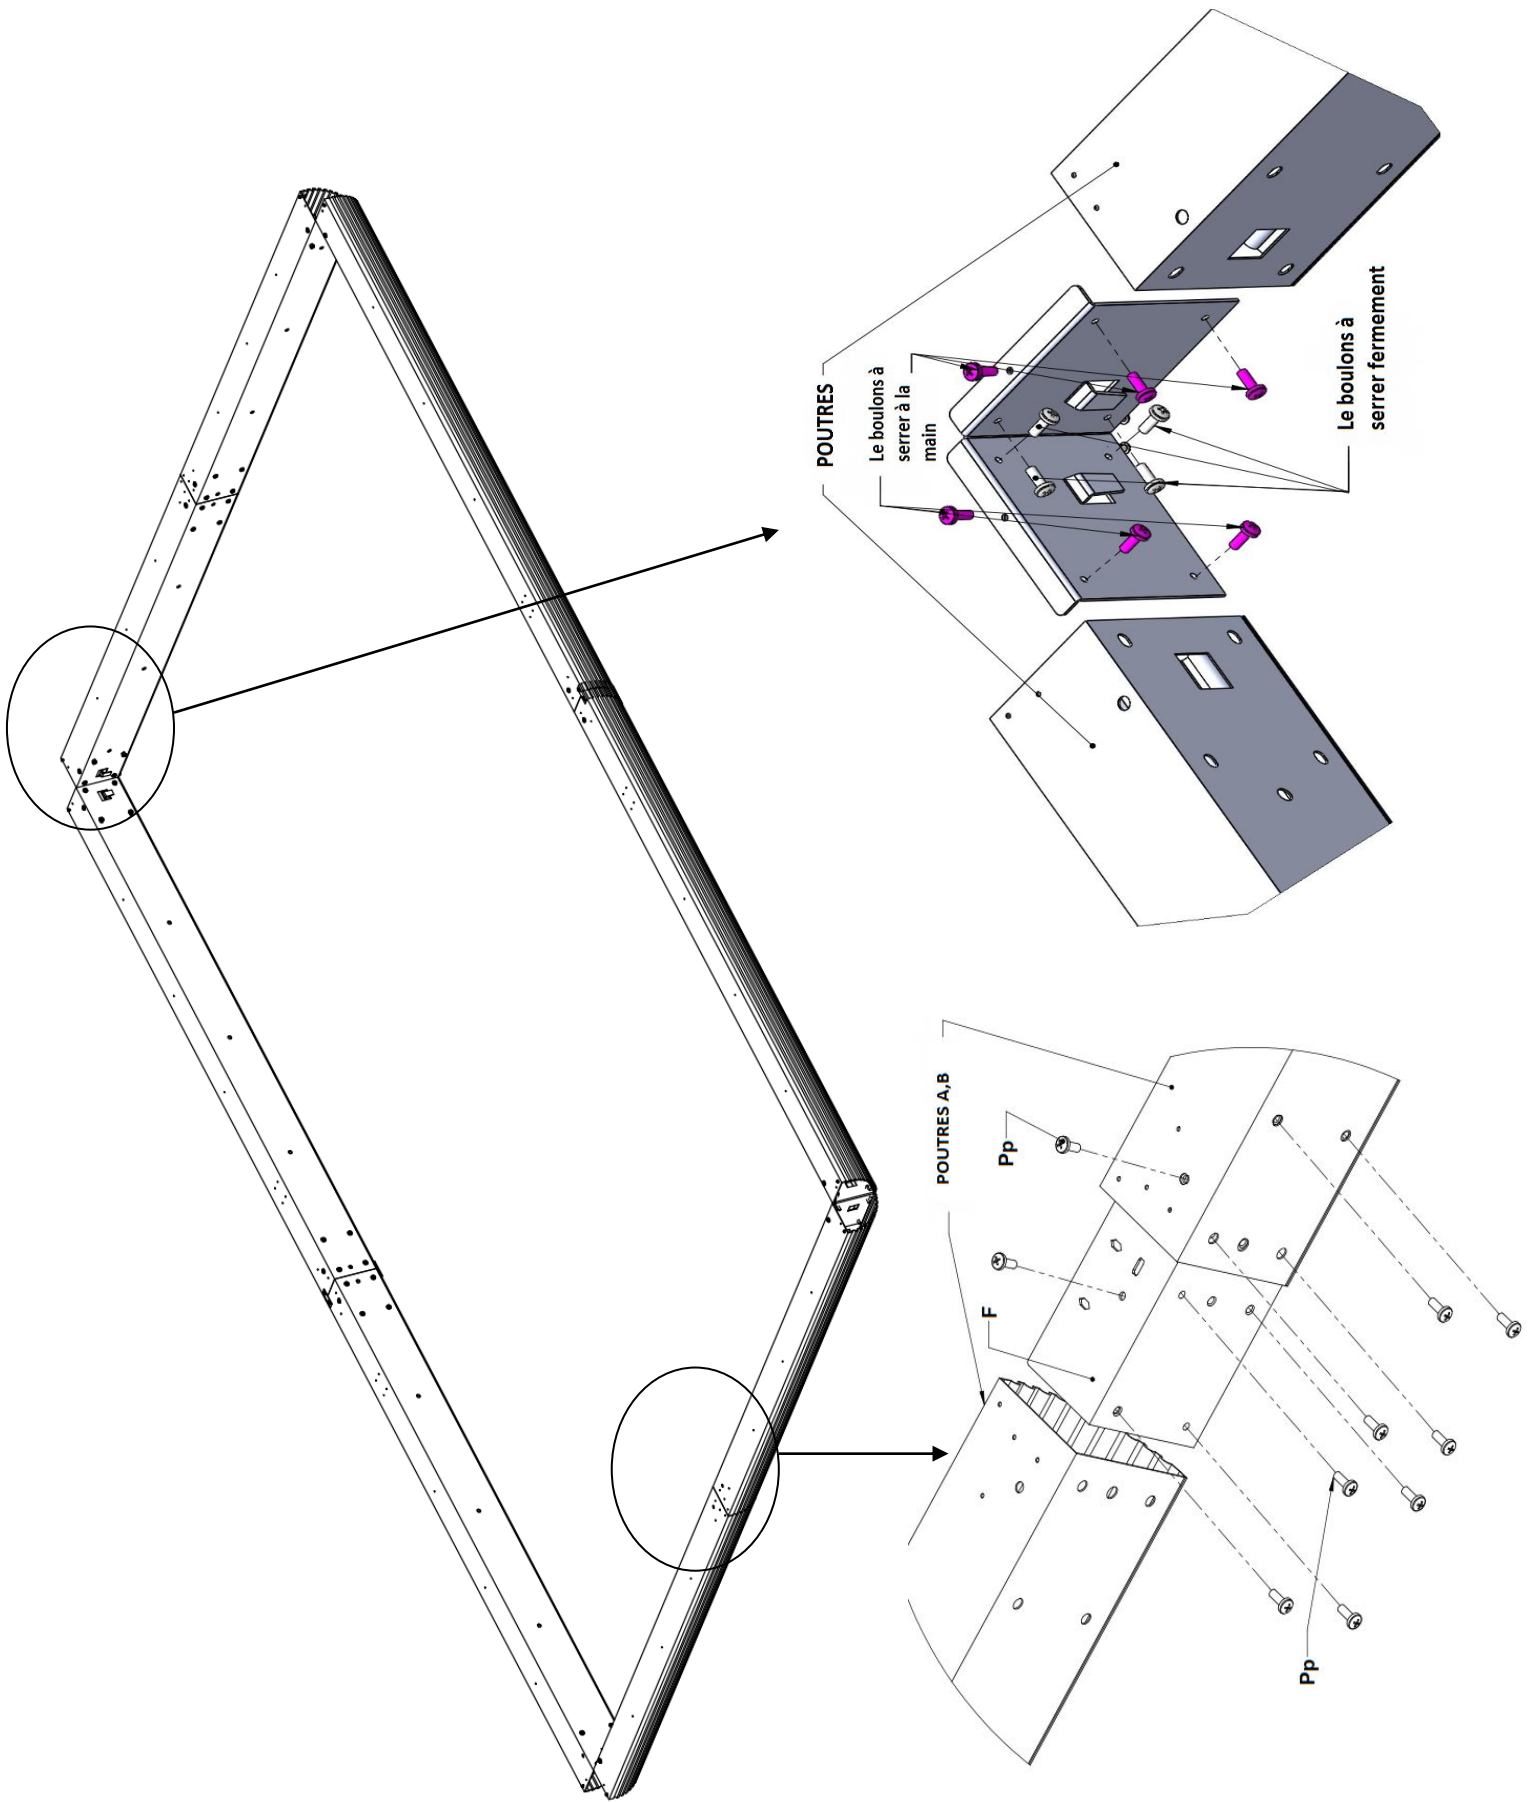 POUTRES
Le boulons à
serrer à la
main
Le boulons à
serrer fermement
POUTRES A,B
Pp
F
Pp